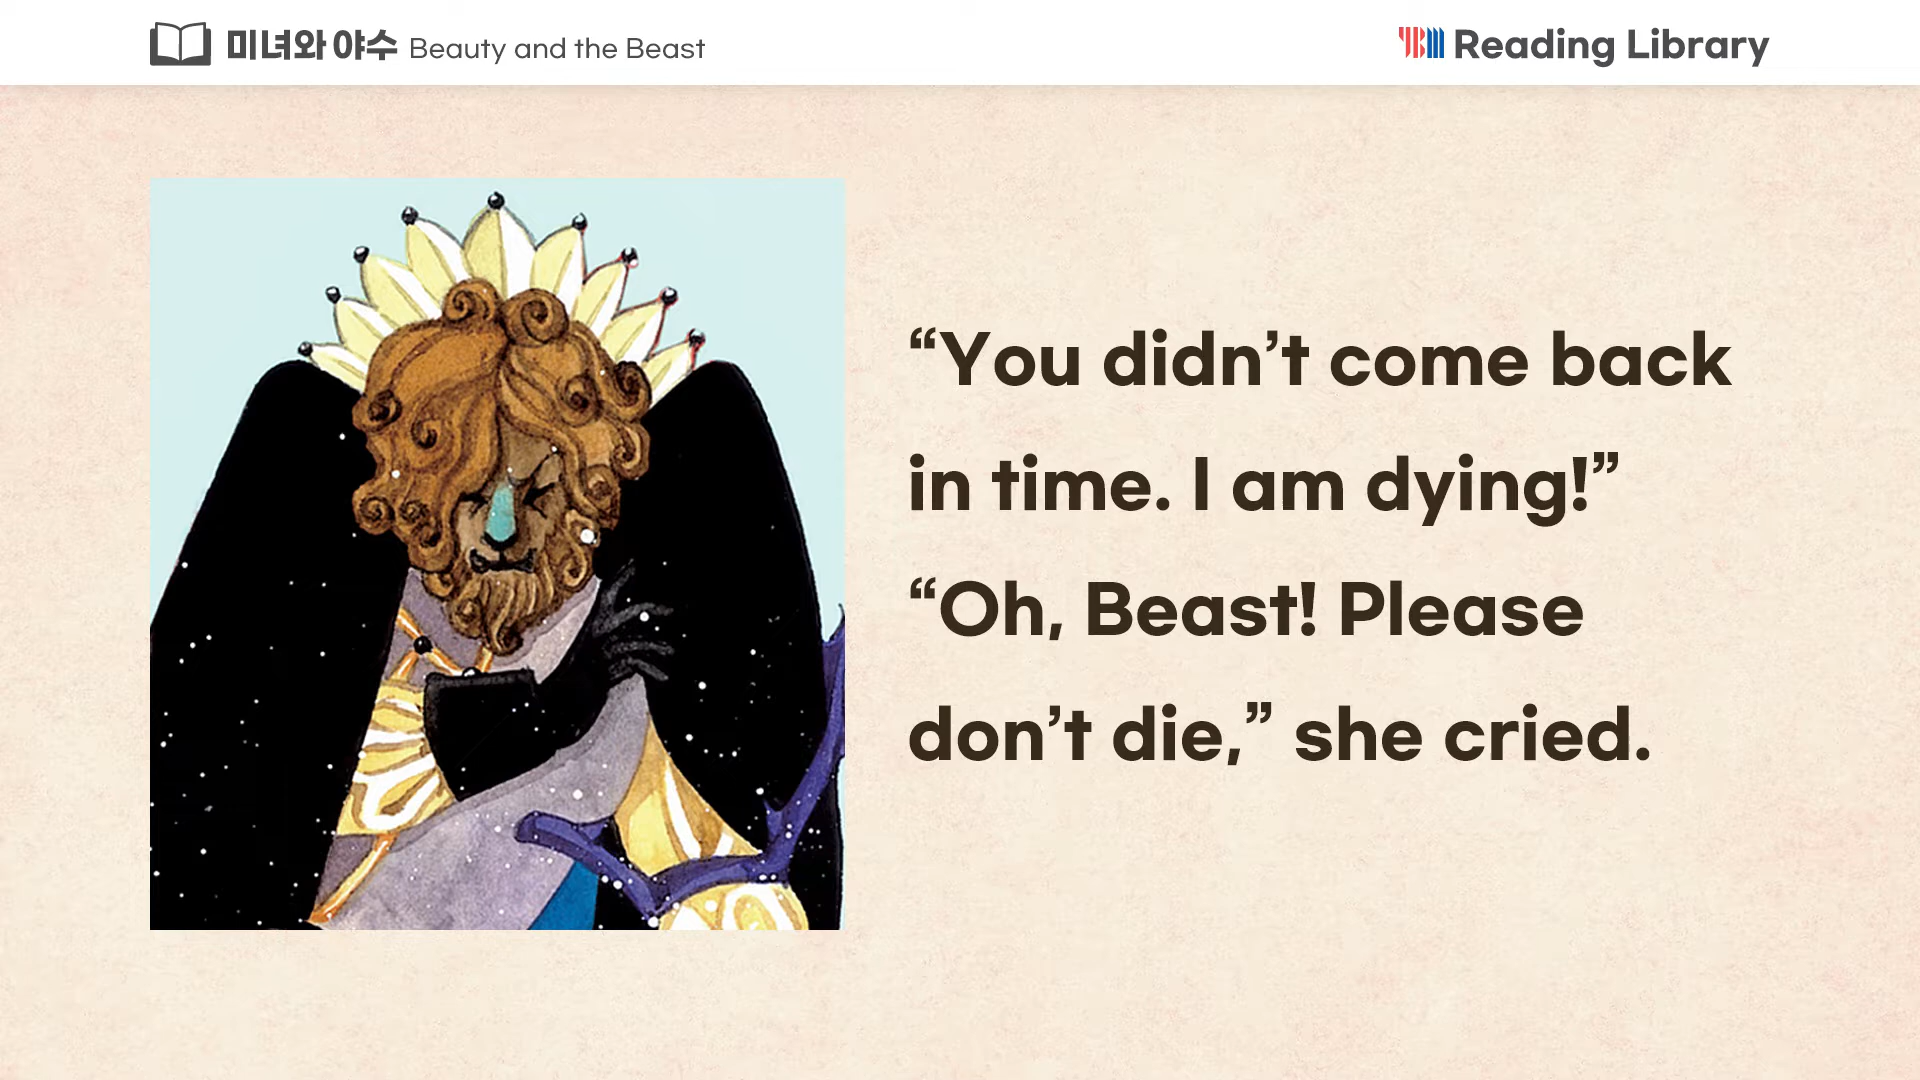 미녀와 야수 Beauty and the Beast
YBM Reading Library
“You didn’t come back
in time. I am dying!”
“Oh, Beast! Please
don’t die,” she cried.